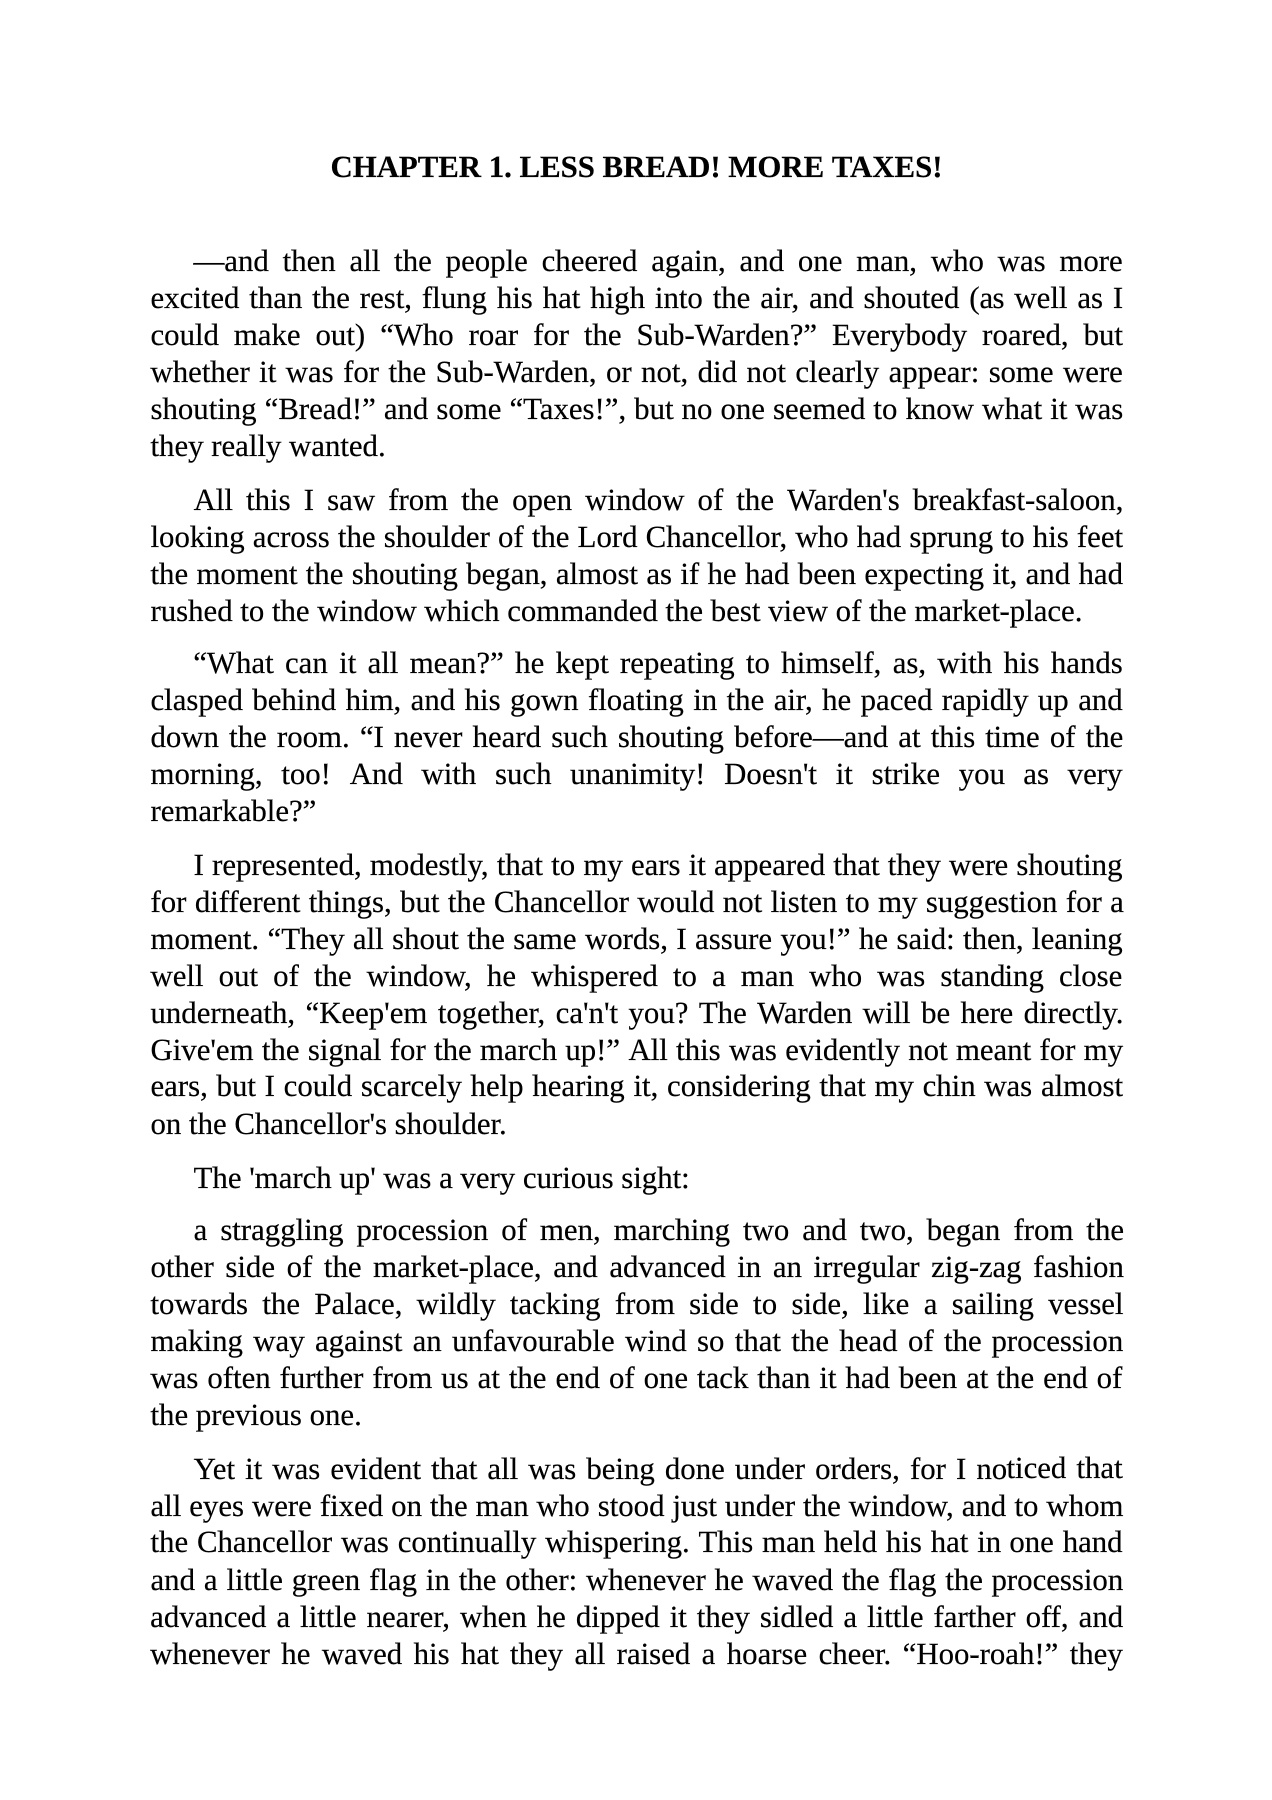 CHAPTER 1. LESS BREAD! MORE TAXES!
—and then all the people cheered again, and one man, who was more
excited than the rest, flung his hat high into the air, and shouted (as well as I
could make out) “Who roar for the Sub-Warden?” Everybody roared, but
whether it was for the Sub-Warden, or not, did not clearly appear: some were
shouting “Bread!” and some “Taxes!”, but no one seemed to know what it was
they really wanted.
All this I saw from the open window of the Warden's breakfast-saloon,
looking across the shoulder of the Lord Chancellor, who had sprung to his feet
the moment the shouting began, almost as if he had been expecting it, and had
rushed to the window which commanded the best view of the market-place.
“What can it all mean?” he kept repeating to himself, as, with his hands
clasped behind him, and his gown floating in the air, he paced rapidly up and
down the room. “I never heard such shouting before—and at this time of the
morning, too! And with such unanimity! Doesn't it strike you as very
remarkable?”
I represented, modestly, that to my ears it appeared that they were shouting
for different things, but the Chancellor would not listen to my suggestion for a
moment. “They all shout the same words, I assure you!” he said: then, leaning
well out of the window, he whispered to a man who was standing close
underneath, “Keep'em together, ca'n't you? The Warden will be here directly.
Give'em the signal for the march up!” All this was evidently not meant for my
ears, but I could scarcely help hearing it, considering that my chin was almost
on the Chancellor's shoulder.
The 'march up' was a very curious sight:
a straggling procession of men, marching two and two, began from the
other side of the market-place, and advanced in an irregular zig-zag fashion
towards the Palace, wildly tacking from side to side, like a sailing vessel
making way against an unfavourable wind so that the head of the procession
was often further from us at the end of one tack than it had been at the end of
the previous one.
Yet it was evident that all was being done under orders, for I noticed that
all eyes were fixed on the man who stood just under the window, and to whom
the Chancellor was continually whispering. This man held his hat in one hand
and a little green flag in the other: whenever he waved the flag the procession
advanced a little nearer, when he dipped it they sidled a little farther off, and
whenever he waved his hat they all raised a hoarse cheer. “Hoo-roah!” they